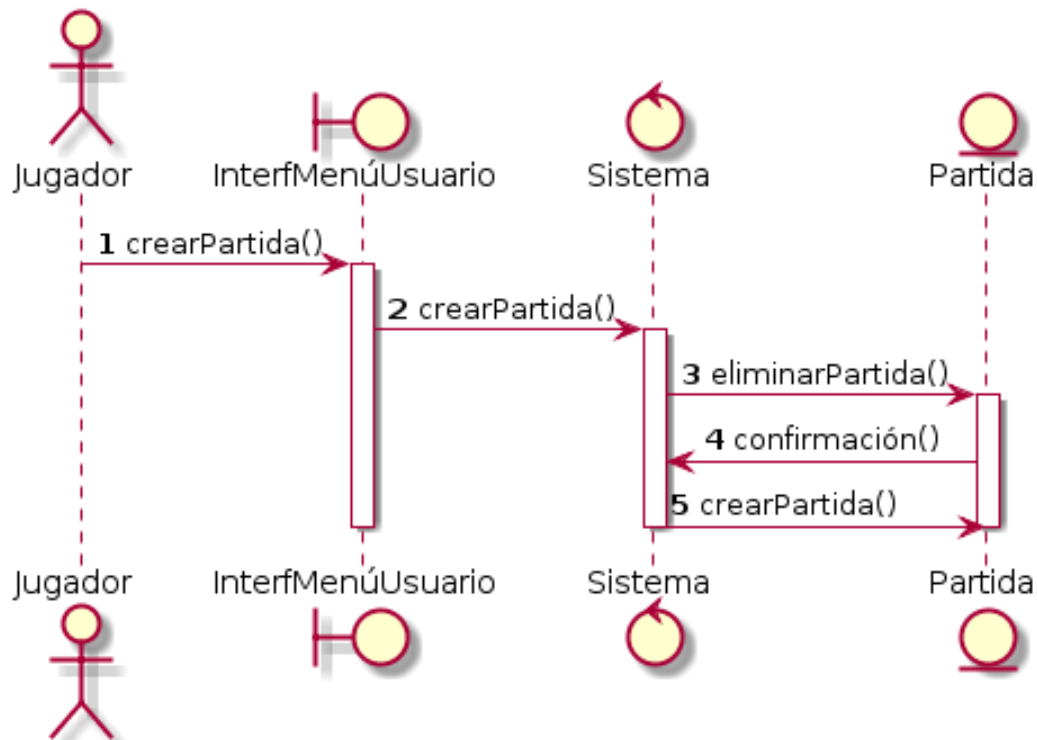 Jugador
InterfMenúUsuario
Sistema
Partida
1 crearPartida()
2 crearPartida()
3 eliminarPartida()
4 confirmación()
5 crearPartida()
Jugador
InterfMenúUsuario
Sistema
Partida